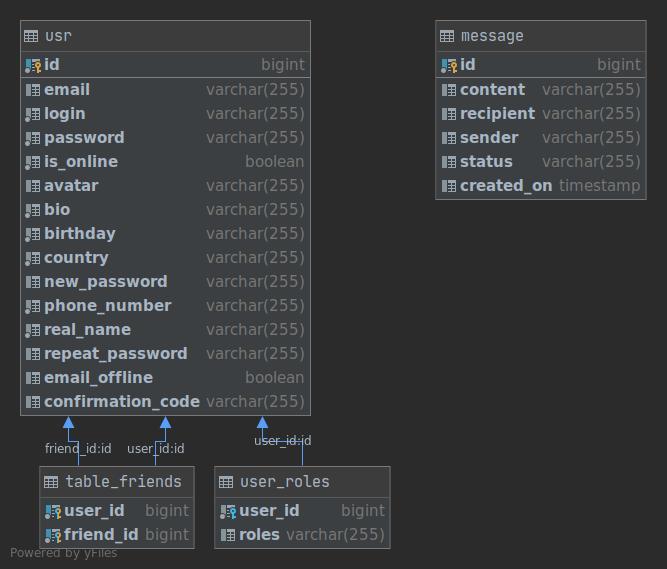 usr
id bigint
email varchar(255)
login varchar(255)
password varchar(255)
is_online boolean
avatar varchar(255)
bio varchar(255)
birthday varchar(255)
country varchar(255)
new_password varchar(255)
phone_number varchar(255)
real_name varchar(255)
repeat_password varchar(255)
email_offline boolean
confirmation_code varchar(255)
message
id bigint
content varchar(255)
recipient varchar(255)
sender varchar(255)
status varchar(255)
created_on timestamp
friend_id:id
user_id:id
user_id:id
table_friends
user_id bigint
friend_id bigint
user_roles
user_id bigint
roles varchar(255)
Powered by yFiles